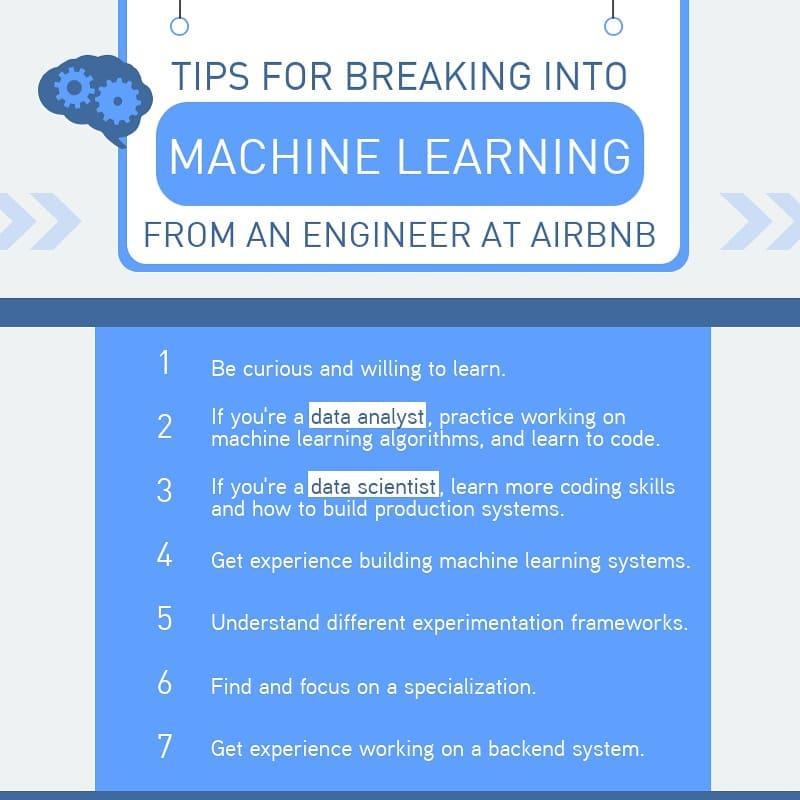 TIPS FOR BREAKING INTO
MACHINE LEARNING
FROM AN ENGINEER AT AIRBNB
1 Be curious and willing to learn.
2 If you're a data analyst, practice working on
machine learning algorithms, and learn to code.
3 If you're a data scientist, learn more coding skills
and how to build production systems.
4 Get experience building machine learning systems.
5 Understand different experimentation frameworks.
6 Find and focus on a specialization.
7 Get experience working on a backend system.